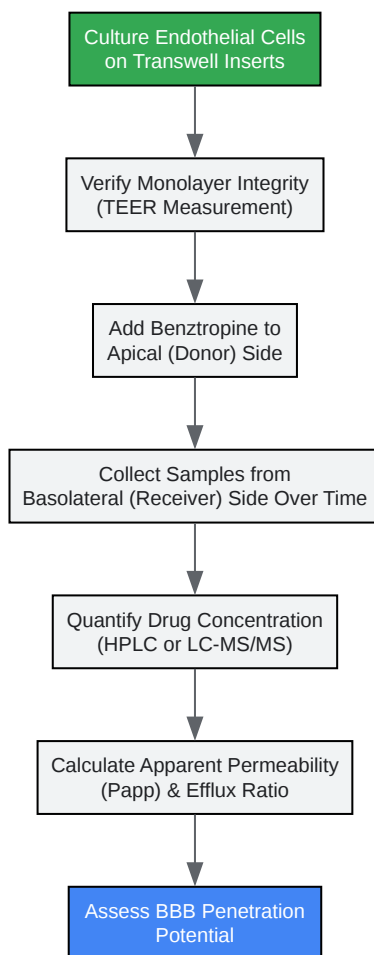 Culture Endothelial Cells
on Transwell Inserts
Verify Monolayer Integrity
(TEER Measurement)
Add Benztropine to
Apical (Donor) Side
Collect Samples from
Basolateral (Receiver) Side Over Time
Quantify Drug Concentration
(HPLC or LC-MS/MS)
Calculate Apparent Permeability
(Papp) & Efflux Ratio
Assess BBB Penetration
Potential